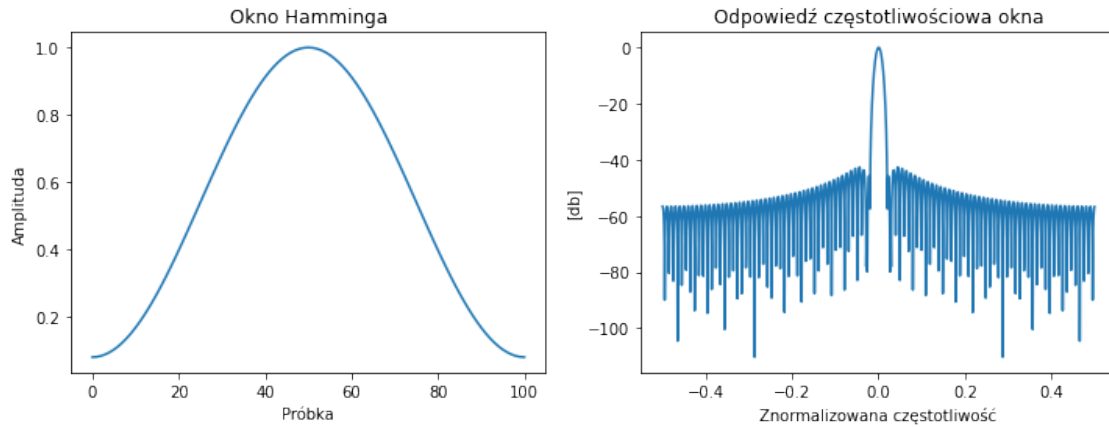 Okno Hamminga
1.0
0.8
0.6
0.4
0.2
Amplituda
0 20 40 60 80 100
Próbka
Odpowiedź częstotliwościowa okna
0
−20
−40
−60
−80
−100
[db]
−0.4 −0.2 0.0 0.2 0.4
Znormalizowana częstotliwość